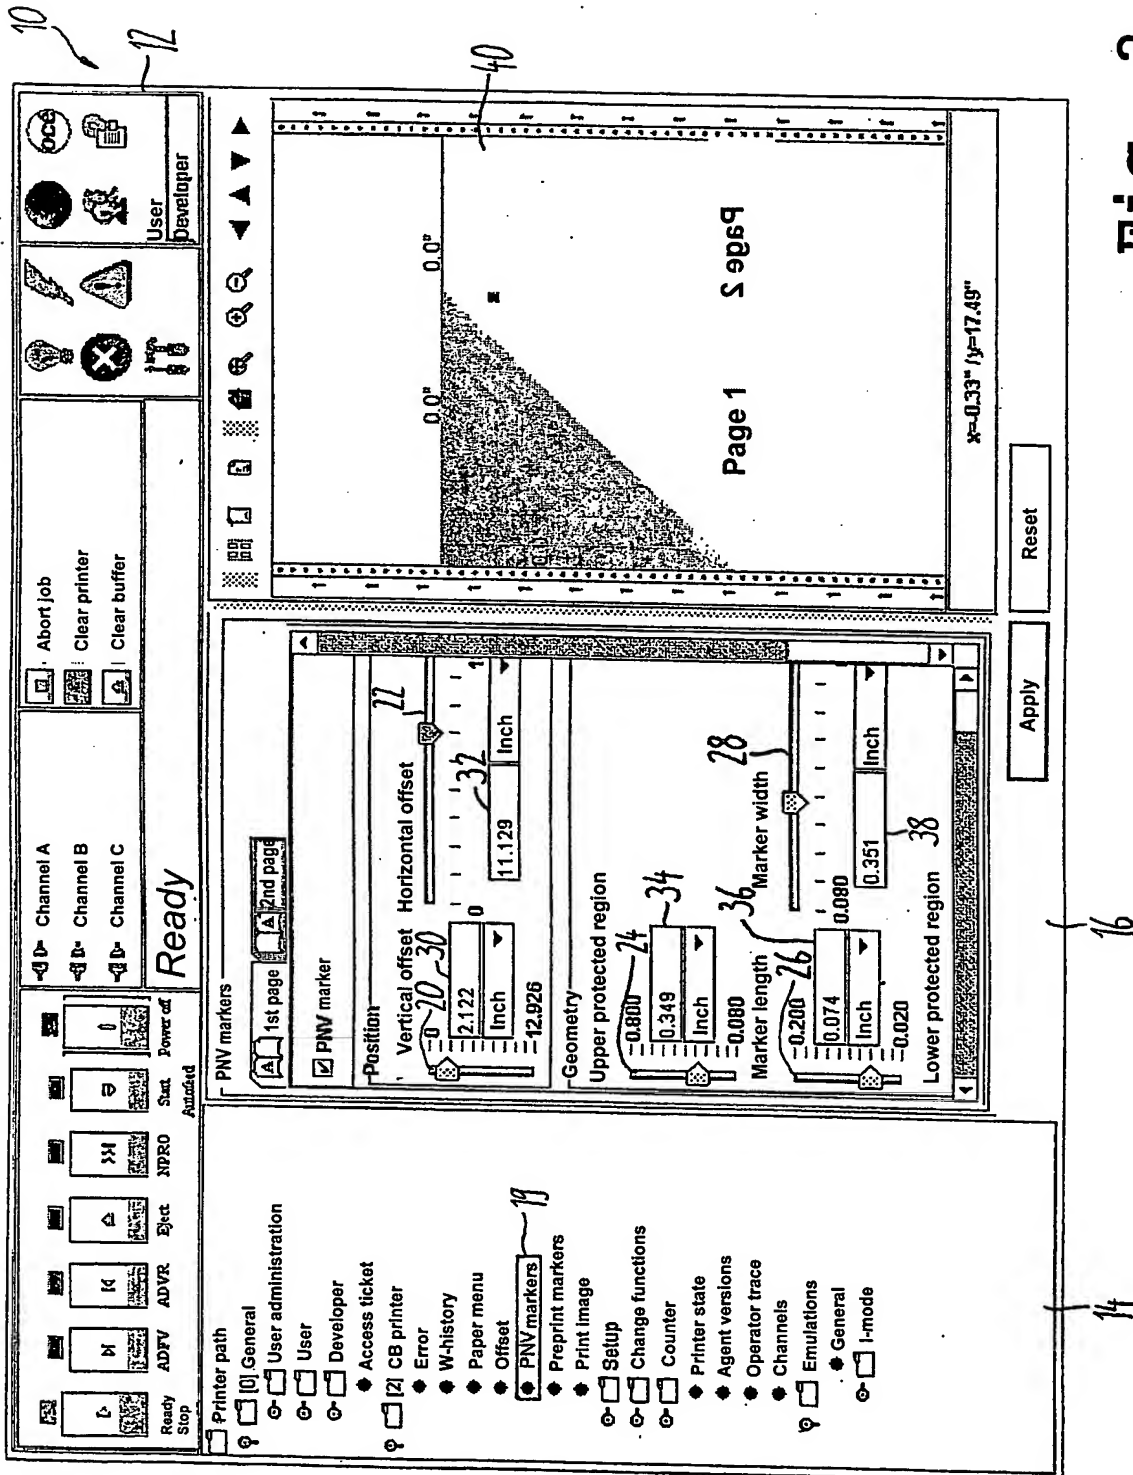 10
12
Ready
Stop
ADFV
ADVR
Eject
NPRO
Start
Autofeed
Power off
Channel A
Channel B
Channel C
Ready
Abort job
Clear printer
Clear buffer
océ
User
Developer
Printer path
[0] General
User administration
User
Developer
Access ticket
[2] CB printer
Error
W-history
Paper menu
Offset
PNV markers
19
Preprint markers
Print image
Setup
Change functions
Counter
Printer state
Agent versions
Operator trace
Channels
Emulations
General
I-mode
14
PNV markers
A 1st page
A 2nd page
PNV marker
Position
Vertical offset
Horizontal offset
20
30
22
0
2.122
Inch
12.926
0
1
32
11.129
Inch
Geometry
Upper protected region
24
34
0.800
0.349
Inch
0.080
Marker length
Marker width
26
36
28
0.200
0.074
Inch
0.020
0.080
0.351
Inch
38
Lower protected region
Apply
Reset
16
0.0"
0.0"
40
Page 1
Page 2
x=-0.33" /y=17.49"